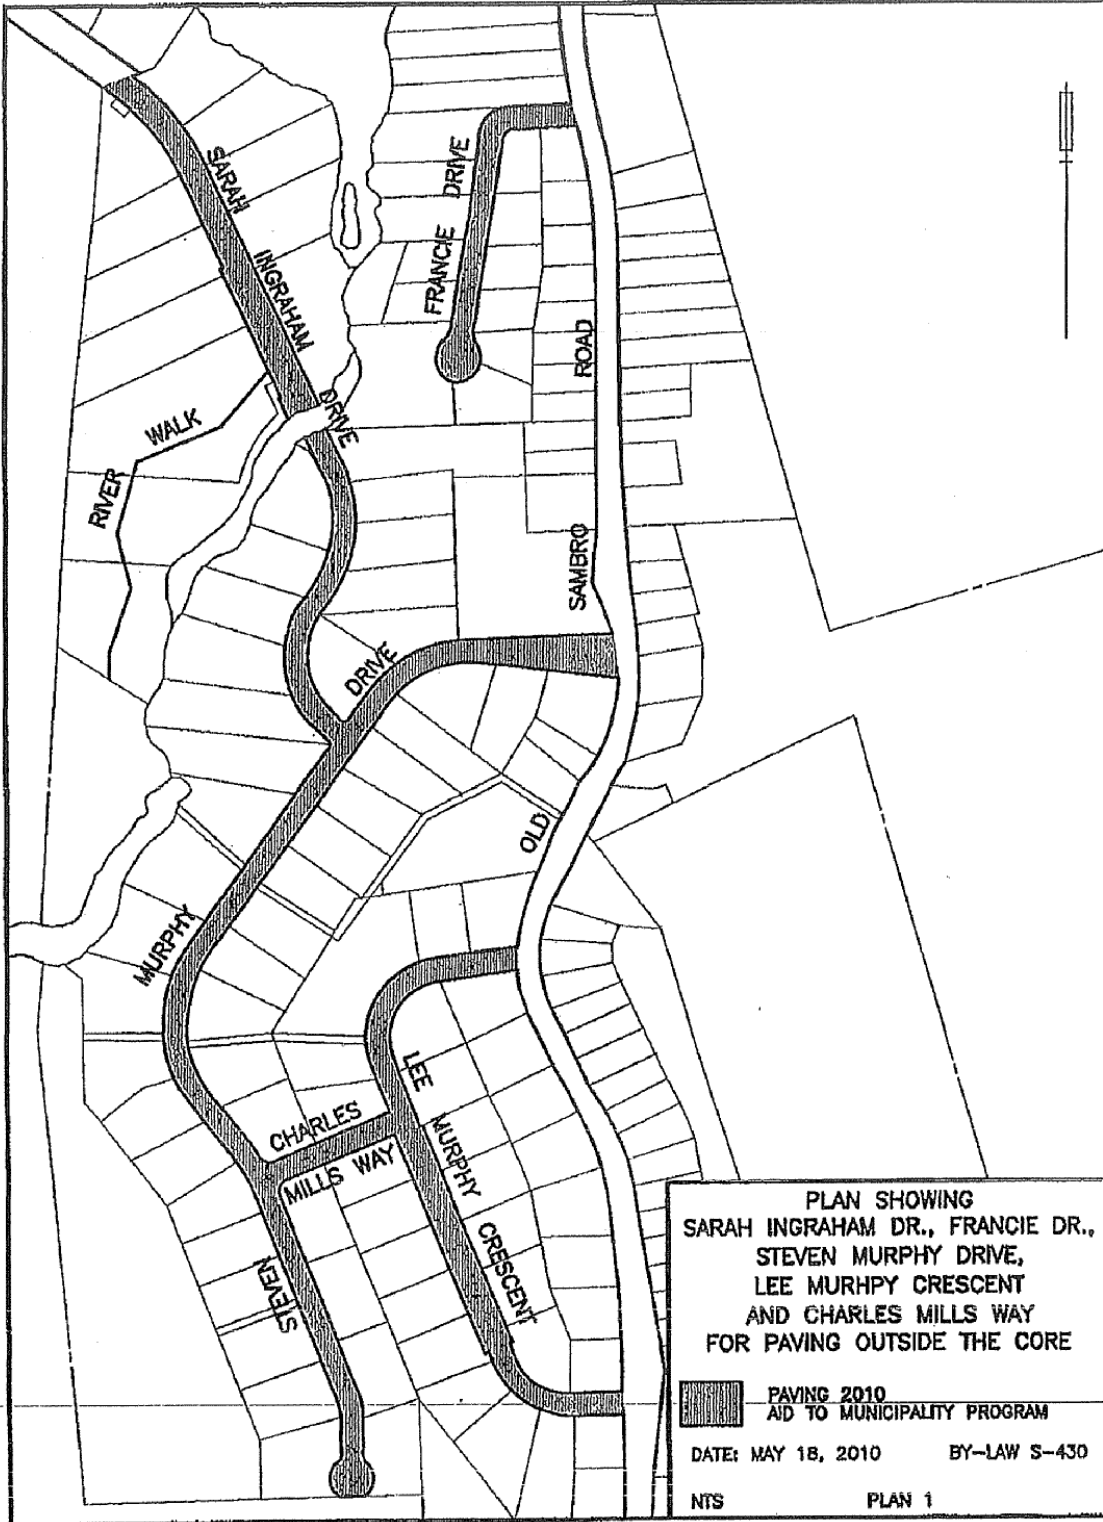 SARAH INGRAHAM DRIVE
FRANCIE DRIVE
RIVER WALK
OLD SAMBRO ROAD
STEVEN MURPHY DRIVE
LEE MURPHY CRESCENT
CHARLES
MILLS WAY
PLAN SHOWING
SARAH INGRAHAM DR., FRANCIE DR.,
STEVEN MURPHY DRIVE,
LEE MURHPY CRESCENT
AND CHARLES MILLS WAY
FOR PAVING OUTSIDE THE CORE
PAVING 2010
AID TO MUNICIPALITY PROGRAM
DATE: MAY 18, 2010 BY-LAW S-430
NTS PLAN 1